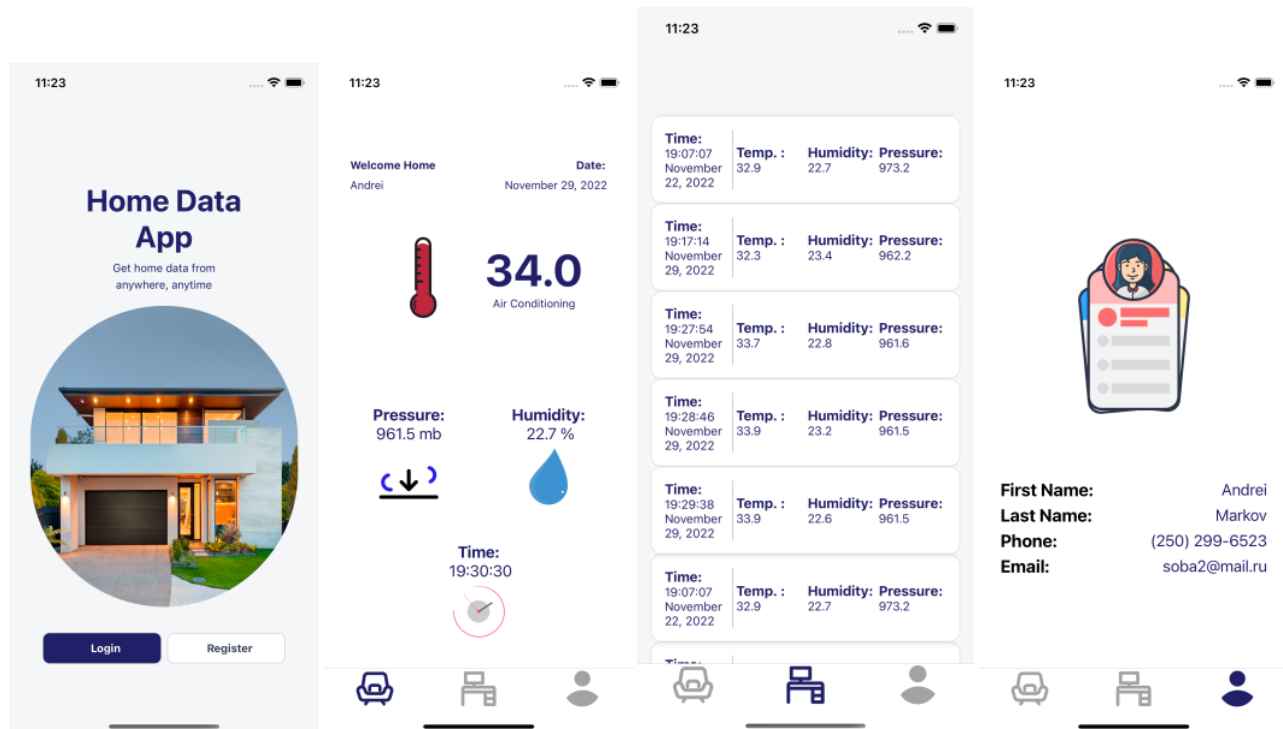 11:23
Home Data
App
Get home data from
anywhere, anytime
Login
Register
11:23
Welcome Home
Date:
Andrei
November 29, 2022
34.0
Air Conditioning
Pressure:
Humidity:
961.5 mb
22.7 %
Time:
19:30:30
11:23
Time:
19:07:07
November
22, 2022
Temp. :
Humidity:
Pressure:
32.9
22.7
973.2
Time:
19:17:14
November
29, 2022
Temp. :
Humidity:
Pressure:
32.3
23.4
962.2
Time:
19:27:54
November
29, 2022
Temp. :
Humidity:
Pressure:
33.7
22.8
961.6
Time:
19:28:46
November
29, 2022
Temp. :
Humidity:
Pressure:
33.9
23.2
961.5
Time:
19:29:38
November
29, 2022
Temp. :
Humidity:
Pressure:
33.9
22.6
961.5
Time:
19:07:07
November
22, 2022
Temp. :
Humidity:
Pressure:
32.9
22.7
973.2
Time:
11:23
First Name: Andrei
Last Name: Markov
Phone: (250) 299-6523
Email: soba2@mail.ru